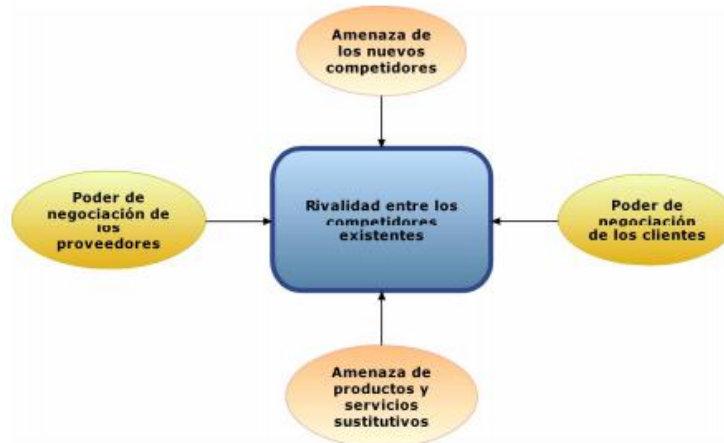 Amenaza de
los nuevos
competidores
Poder de
negociación de
los
proveedores
Rivalidad entre los
competidores
existentes
Poder de
negociación
de los clientes
Amenaza de
productos y
servicios
sustitutivos